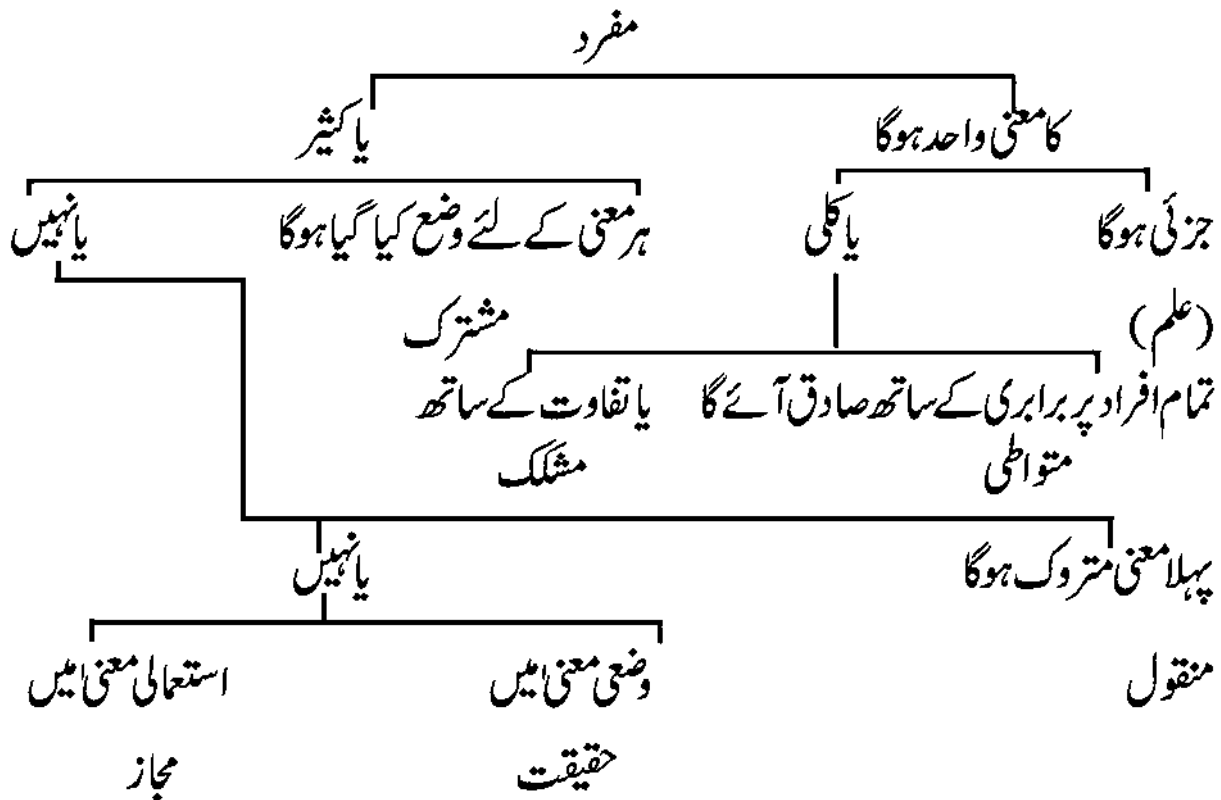 مفرد
کا معنی واحد ہوگا یا کثیر
جزئی ہوگا یا کلی ہر معنی کے لئے وضع کیا گیا ہوگا یا نہیں
(علم) مشترک
تمام افراد پر برابری کے ساتھ صادق آئے گا یا تفاوت کے ساتھ
متواطی مشکک
پہلا معنی متروک ہوگا یا نہیں
منقول وضعی معنیٰ میں استعمالی معنیٰ میں
حقیقت مجاز